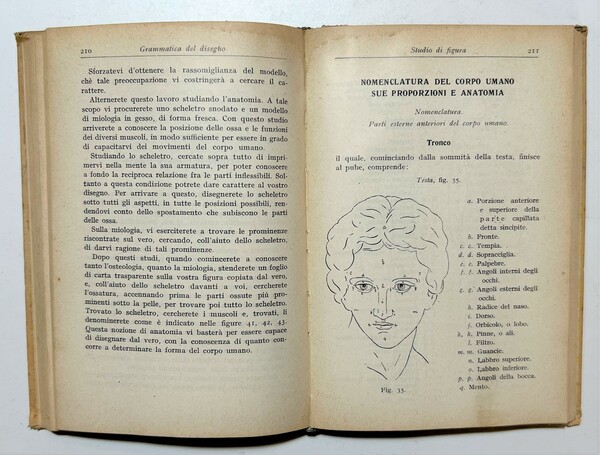 210
Grammatica del disegno
Sforzatevi d'ottenere la rassomiglianza del modello,
chè tale preoccupazione vi costringerà a cercare il ca-
rattere.
Alternerete questo lavoro studiando l'anatomia. A tale
scopo vi procurerete uno scheletro snodato e un modello
di miologia in gesso, di forma fresca. Con questo studio
arriverete a conoscere la posizione delle ossa e le funzioni
dei diversi muscoli, in modo sufficiente per essere in grado
di capacitarvi dei movimenti del corpo umano.
Studiando lo scheletro, cercate sopra tutto di impri-
mervi nella mente la sua armatura, per poter conoscere
a fondo la reciproca relazione fra le parti inflessibili. Sol-
tanto a questa condizione potrete dare carattere al vostro
disegno. Per arrivare a questo, disegnerete lo scheletro
sotto tutti gli aspetti, in tutte le posizioni possibili, ren-
dendovi conto dello spostamento che subiscono le parti
delle ossa.
Sulla miologia, vi eserciterete a trovare le prominenze
riscontrate sul vero, cercando, coll'aiuto dello scheletro,
di darvi ragione di tali prominenze.
Dopo questi studi, quando comincerete a conoscere
tanto l'osteologia, quanto la miologia, stenderete un foglio
di carta trasparente sulla vostra figura copiata dal vero
e, coll'aiuto dello scheletro davanti a voi, cercherete
l'ossatura, accennando prima le parti ossute più pro-
minenti sotto la pelle, per trovare poi tutto lo scheletro.
Trovato lo scheletro, cercherete i muscoli e, trovati, li
denominerete come è indicato nelle figure 41, 42, 43.
Questa nozione di anatomia vi basterà per essere capace
di disegnare dal vero, con la conoscenza di quanto con-
corre a determinare la forma del corpo umano.
Studio di figura
211
NOMENCLATURA DEL CORPO UMANO
SUE PROPORZIONI E ANATOMIA
Nomenclatura.
Parti esterne anteriori del corpo umano.
Tronco
il quale, cominciando dalla sommità della testa, finisce
al pube, comprende:
Testa, fig. 35.
a. Porzione anteriore
e superiore della
parte capillata
detta sincipite.
b. Fronte.
c. c. Tempia.
d. d. Sopracciglia.
e. e. Palpebre.
f. f. Angoli interni degli
occhi.
g. g. Angoli esterni degli
occhi.
h. Radice del naso.
i. Dorso.
j. Orbicolo, o lobo.
k, k. Pinne, o ali.
l. Filtro.
m. m. Guancie.
n. Labbro superiore.
o. Labbro inferiore.
p. p. Angoli della bocca.
q. Mento.
Fig. 35.